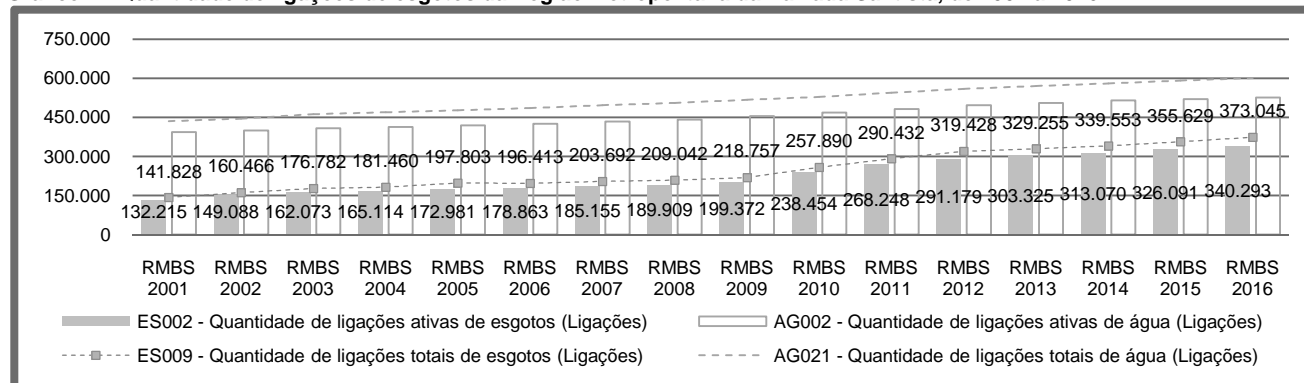 750.000
600.000
450.000
300.000
150.000
0
141.828 160.466 176.782 181.460 197.803 196.413 203.692 209.042 218.757 257.890 290.432 319.428 329.255 339.553 355.629 373.045
132.215 149.088 162.073 165.114 172.981 178.863 185.155 189.909 199.372 238.454 268.248 291.179 303.325 313.070 326.091 340.293
RMBS RMBS RMBS RMBS RMBS RMBS RMBS RMBS RMBS RMBS RMBS RMBS RMBS RMBS RMBS RMBS
2001 2002 2003 2004 2005 2006 2007 2008 2009 2010 2011 2012 2013 2014 2015 2016
ES002 - Quantidade de ligações ativas de esgotos (Ligações) AG002 - Quantidade de ligações ativas de água (Ligações)
ES009 - Quantidade de ligações totais de esgotos (Ligações) AG021 - Quantidade de ligações totais de água (Ligações)